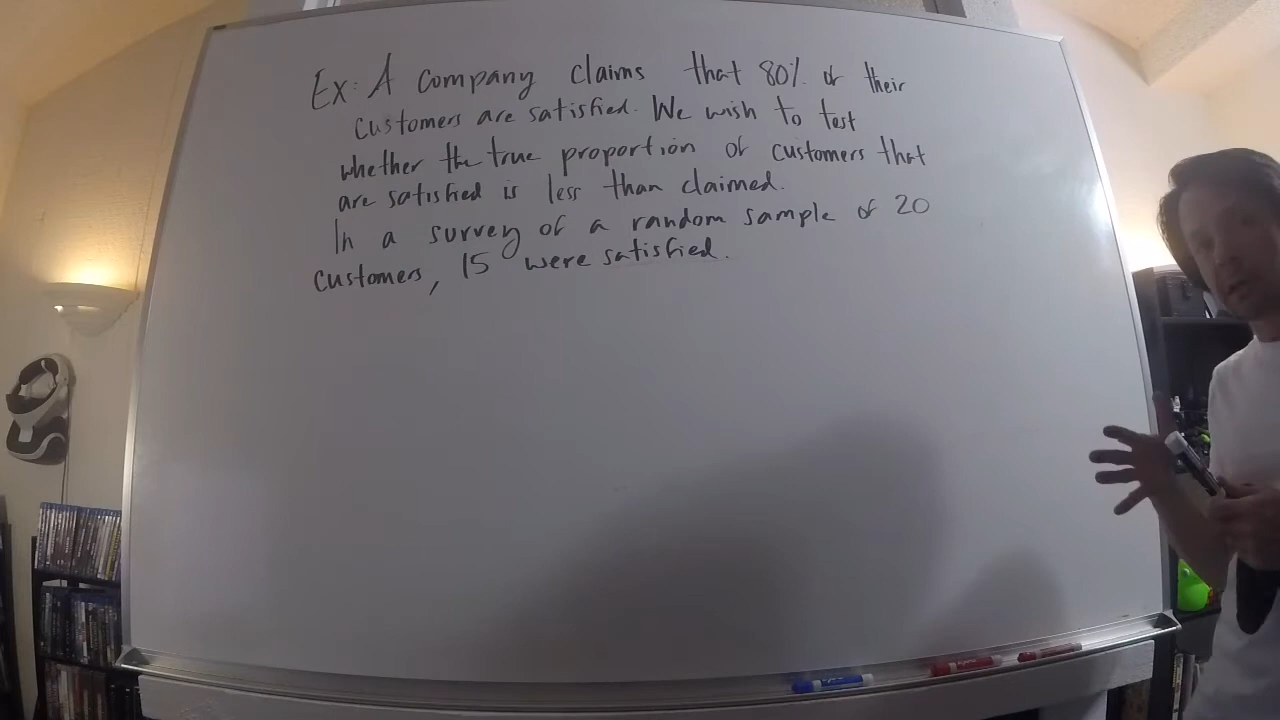 Ex: A company claims that 80% of their
customers are satisfied. We wish to test
whether the true proportion of customers that
are satisfied is less than claimed.
In a survey of a random sample of 20
customers, 15 were satisfied.